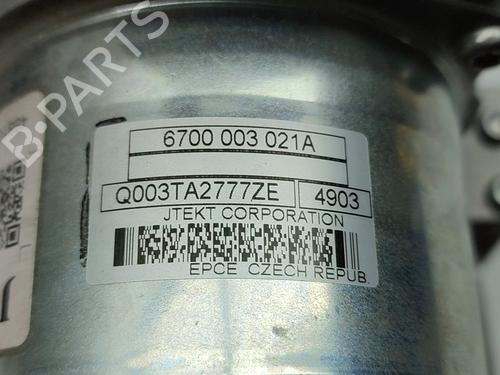 B-PARTS
6700 003 021A
Q003TA2777ZE 4903
JTEKT CORPORATION
EPCE CZECH REPUB.